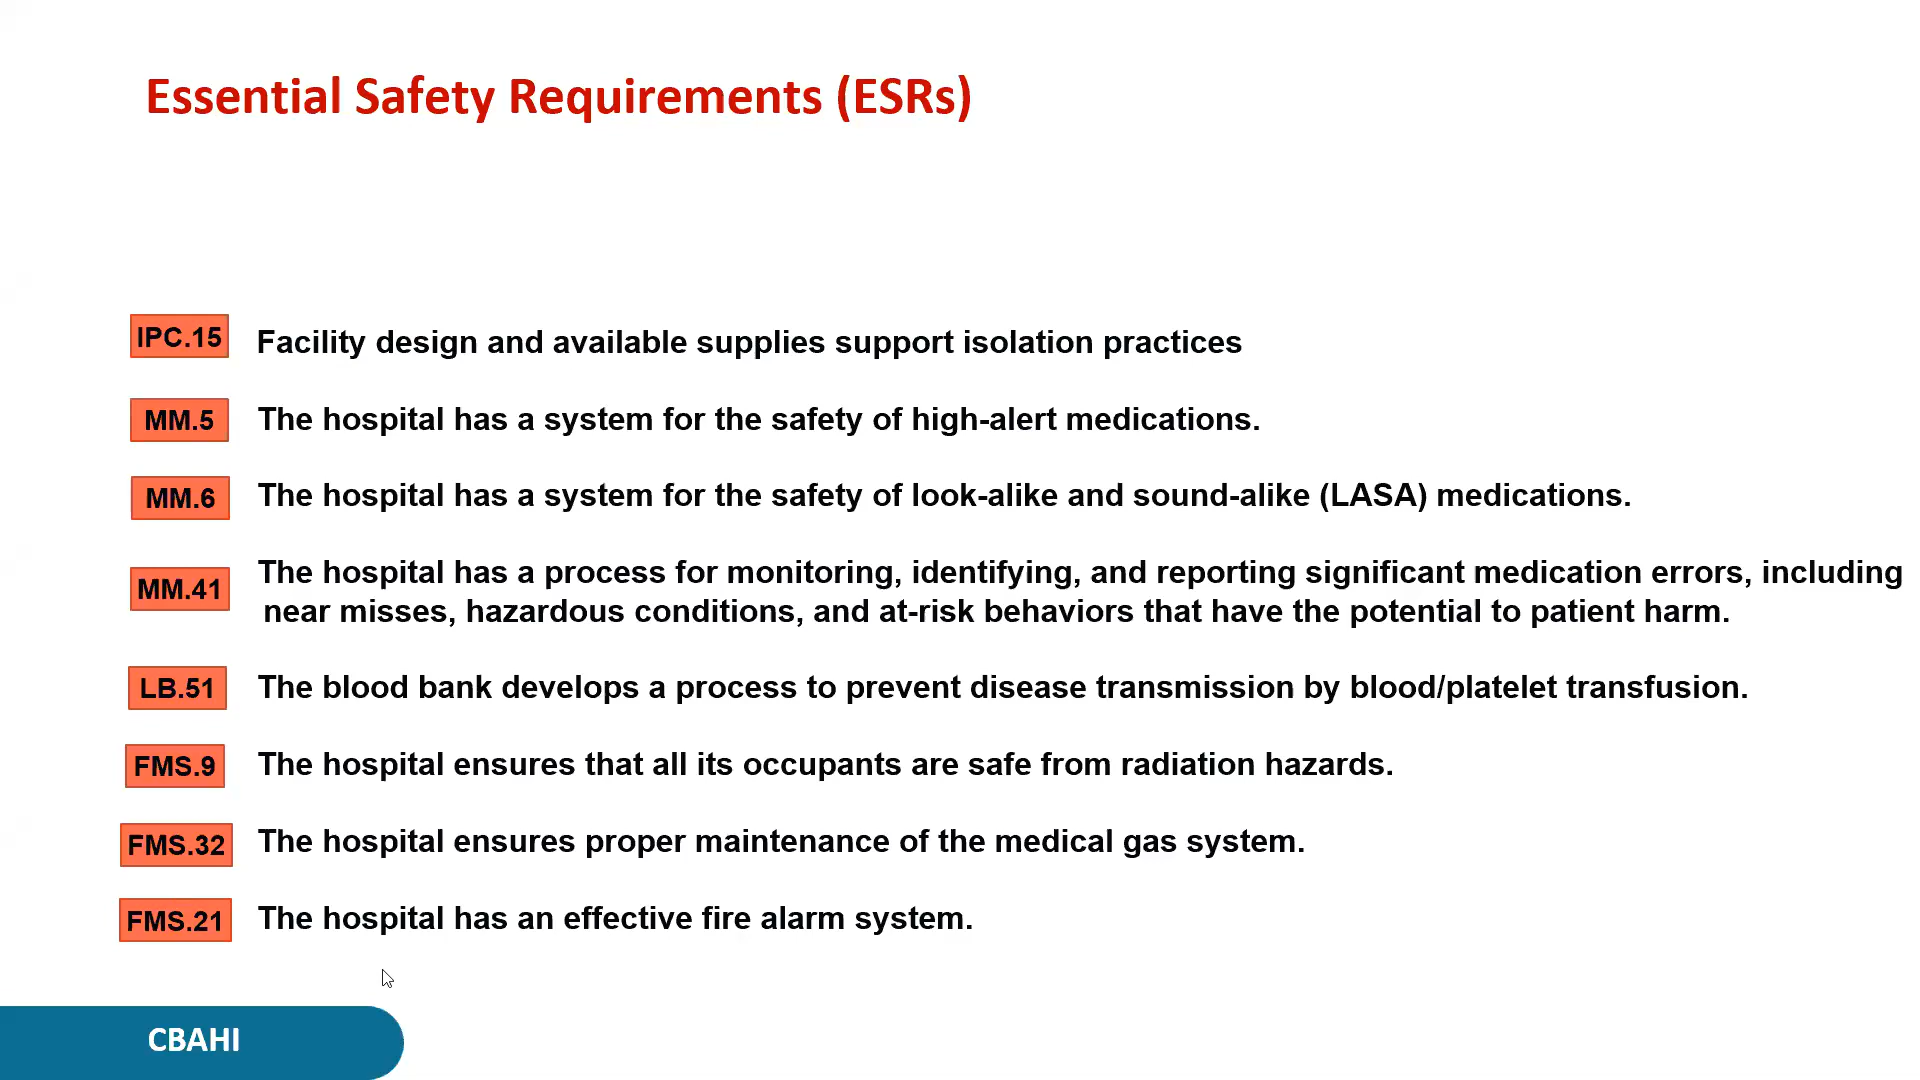 Essential Safety Requirements (ESRs)
IPC.15 Facility design and available supplies support isolation practices
MM.5 The hospital has a system for the safety of high-alert medications.
MM.6 The hospital has a system for the safety of look-alike and sound-alike (LASA) medications.
MM.41 The hospital has a process for monitoring, identifying, and reporting significant medication errors, including
near misses, hazardous conditions, and at-risk behaviors that have the potential to patient harm.
LB.51 The blood bank develops a process to prevent disease transmission by blood/platelet transfusion.
FMS.9 The hospital ensures that all its occupants are safe from radiation hazards.
FMS.32 The hospital ensures proper maintenance of the medical gas system.
FMS.21 The hospital has an effective fire alarm system.
CBAHI